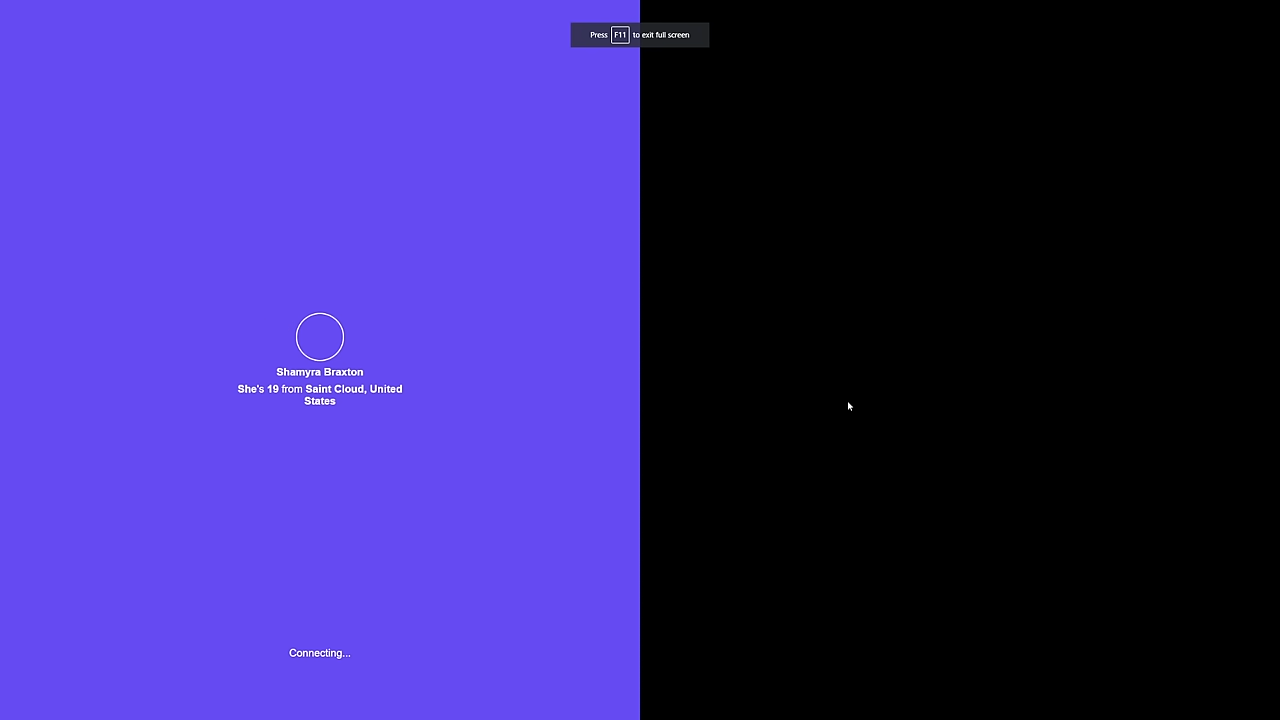 Press F11 to exit full screen
Shamyra Braxton
She's 19 from Saint Cloud, United
States
Connecting...